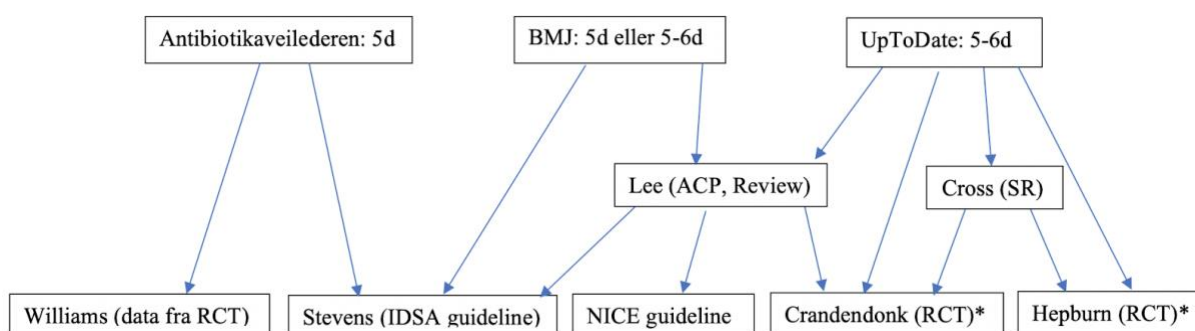 Antibiotikaveilederen: 5d
BMJ: 5d eller 5-6d
UpToDate: 5-6d
Lee (ACP, Review)
Cross (SR)
Williams (data fra RCT)
Stevens (IDSA guideline)
NICE guideline
Crandendonk (RCT)*
Hepburn (RCT)*